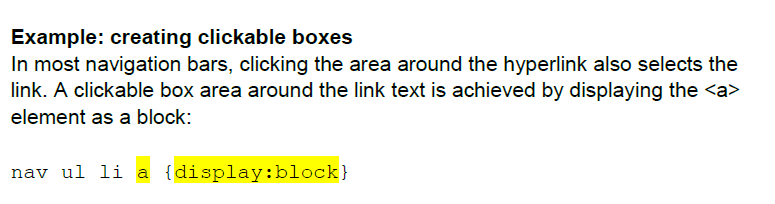 Example: creating clickable boxes
In most navigation bars, clicking the area around the hyperlink also selects the
link. A clickable box area around the link text is achieved by displaying the <a>
element as a block:
nav ul li a {display:block}